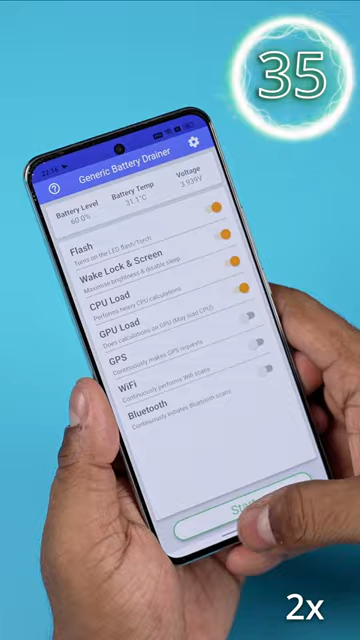 35
22:16
Generic Battery Drainer
Battery Level
60.0%
Battery Temp
31.1°C
Voltage
3.939V
Flash
Turns on the LED flash/Torch
Wake Lock & Screen
Maximise brightness & disable sleep
CPU Load
Performs heavy CPU calculations
GPU Load
Does calculations on GPU (May load CPU)
GPS
Continuously makes GPS requests
WiFi
Continuously performs Wifi scans
Bluetooth
Continuously initiates Bluetooth scans
2x